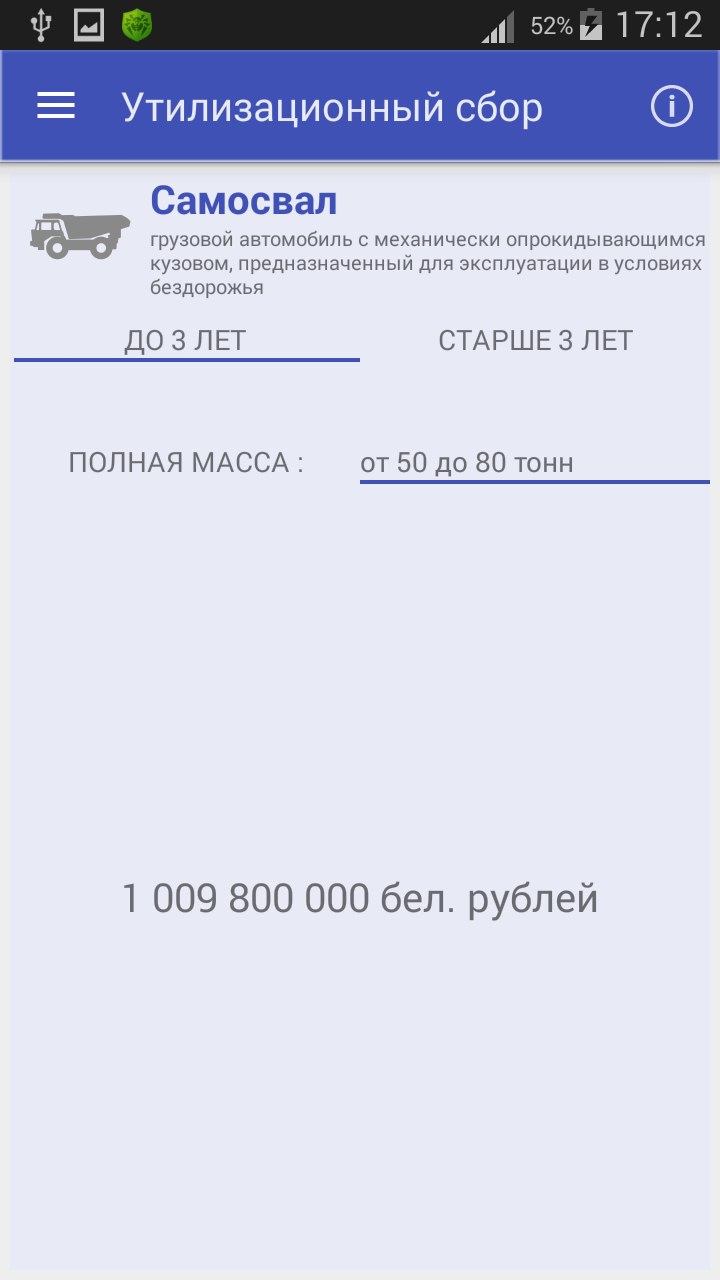 52% 17:12
Утилизационный сбор
Самосвал
грузовой автомобиль с механически опрокидывающимся
кузовом, предназначенный для эксплуатации в условиях
бездорожья
ДО 3 ЛЕТ СТАРШЕ 3 ЛЕТ
ПОЛНАЯ МАССА : от 50 до 80 тонн
1 009 800 000 бел. рублей